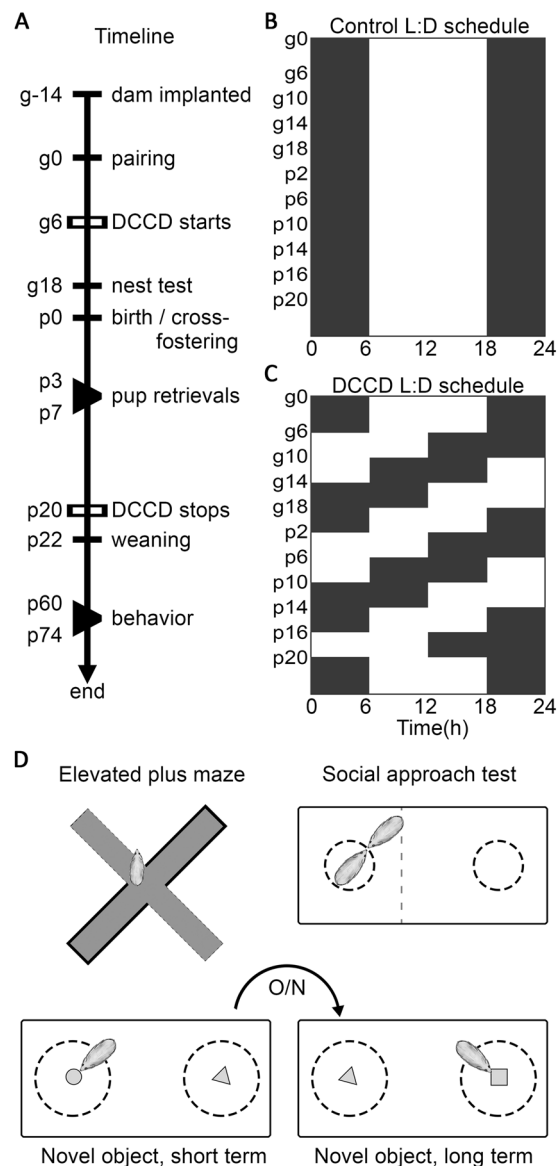 A
Timeline
g-14 dam implanted
g0 pairing
g6 DCCD starts
g18 nest test
p0 birth / cross-
fostering
p3
pup retrievals
p7
p20 DCCD stops
p22 weaning
p60
behavior
p74
end
B
Control L:D schedule
g0
g6
g10
g14
g18
p2
p6
p10
p14
p16
p20
0 6 12 18 24
C
DCCD L:D schedule
g0
g6
g10
g14
g18
p2
p6
p10
p14
p16
p20
0 6 12 18 24
Time(h)
D
Elevated plus maze
Social approach test
O/N
Novel object, short term
Novel object, long term